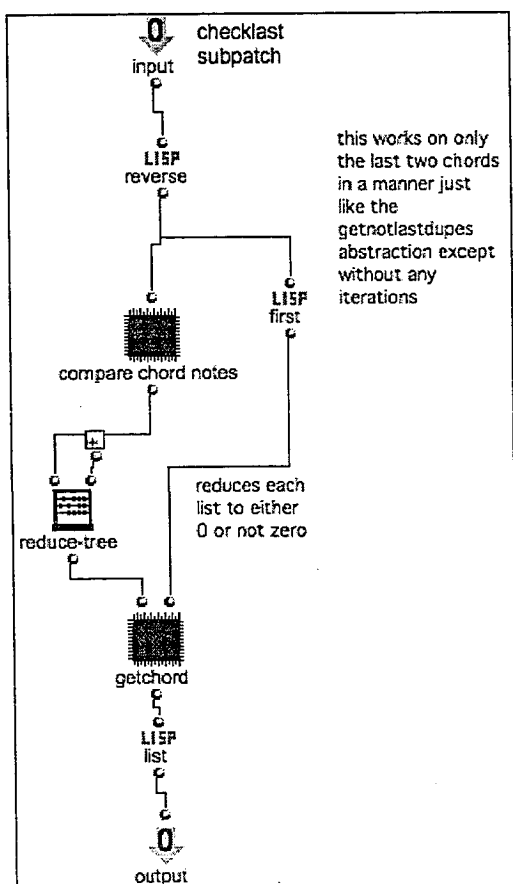 0
checklast
subpatch
input
LISP
reverse
this works on only
the last two chords
in a manner just
like the
getnotlastdupes
abstraction except
without any
iterations
LISP
first
compare chord notes
+
reduces each
list to either
0 or not zero
reduce-tree
getchord
LISP
list
0
output